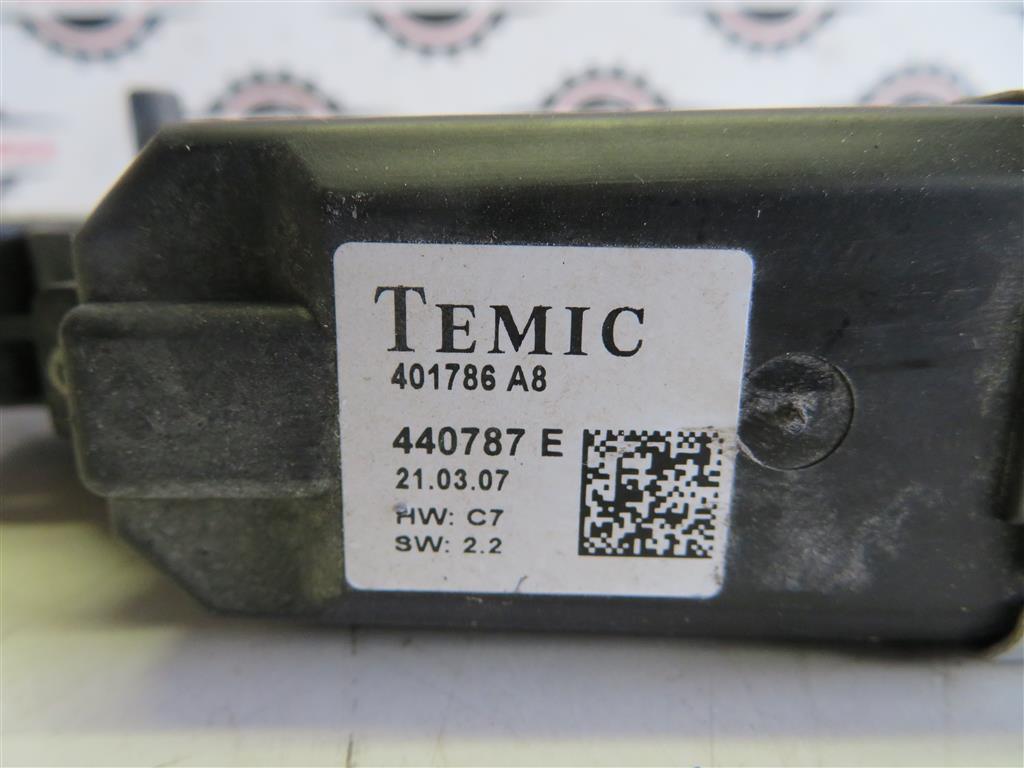 TEMIC
401786 A8
440787 E
21.03.07
HW: C7
SW: 2.2